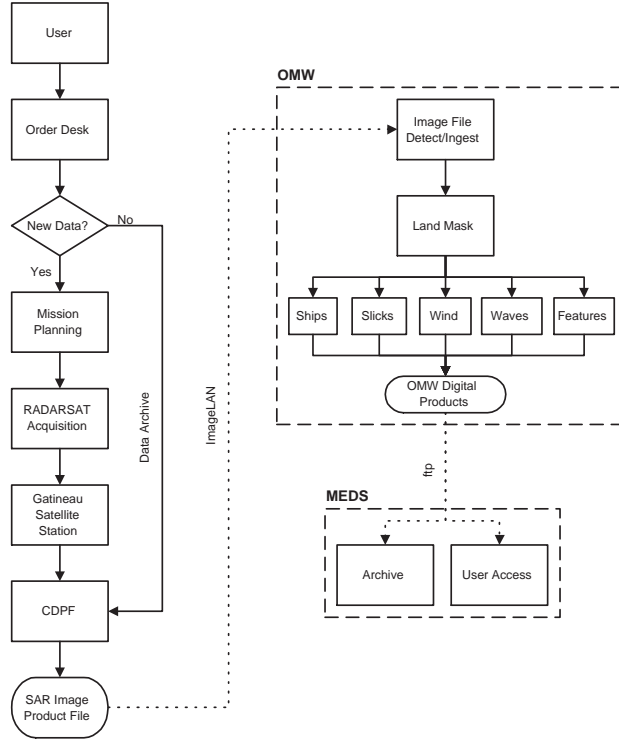 User
Order Desk
New Data?
No
Yes
Mission
Planning
RADARSAT
Acquisition
Gatineau
Satellite
Station
CDPF
SAR Image
Product File
Data Archive
ImageLAN
OMW
Image File
Detect/Ingest
Land Mask
Ships
Slicks
Wind
Waves
Features
OMW Digital
Products
ftp
MEDS
Archive
User Access